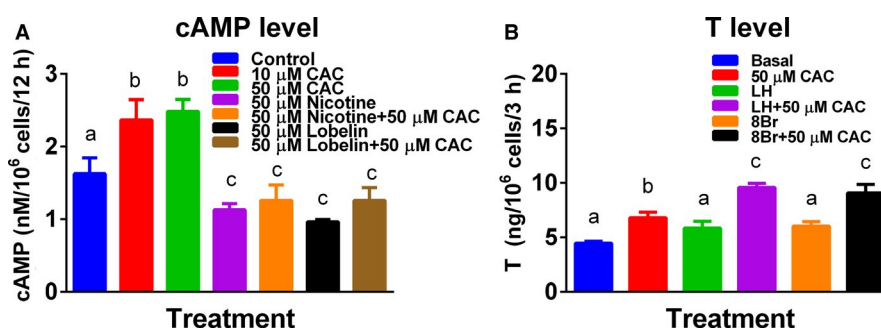 A
cAMP level
cAMP (nM/10⁶ cells/12 h)
3
2
1
0
a
b
b
c
c
c
c
Control
10 μM CAC
50 μM CAC
50 μM Nicotine
50 μM Nicotine+50 μM CAC
50 μM Lobelin
50 μM Lobelin+50 μM CAC
Treatment
B
T level
T (ng/10⁶ cells/3 h)
20
15
10
5
0
a
b
a
c
a
c
Basal
50 μM CAC
LH
LH+50 μM CAC
8Br
8Br+50 μM CAC
Treatment